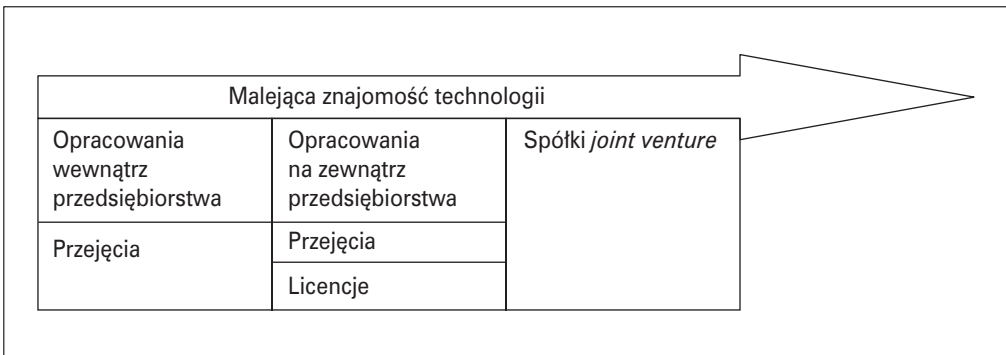 Malejąca znajomość technologii
Opracowania
wewnątrz
przedsiębiorstwa
Przejęcia
Opracowania
na zewnątrz
przedsiębiorstwa
Przejęcia
Licencje
Spółki joint venture